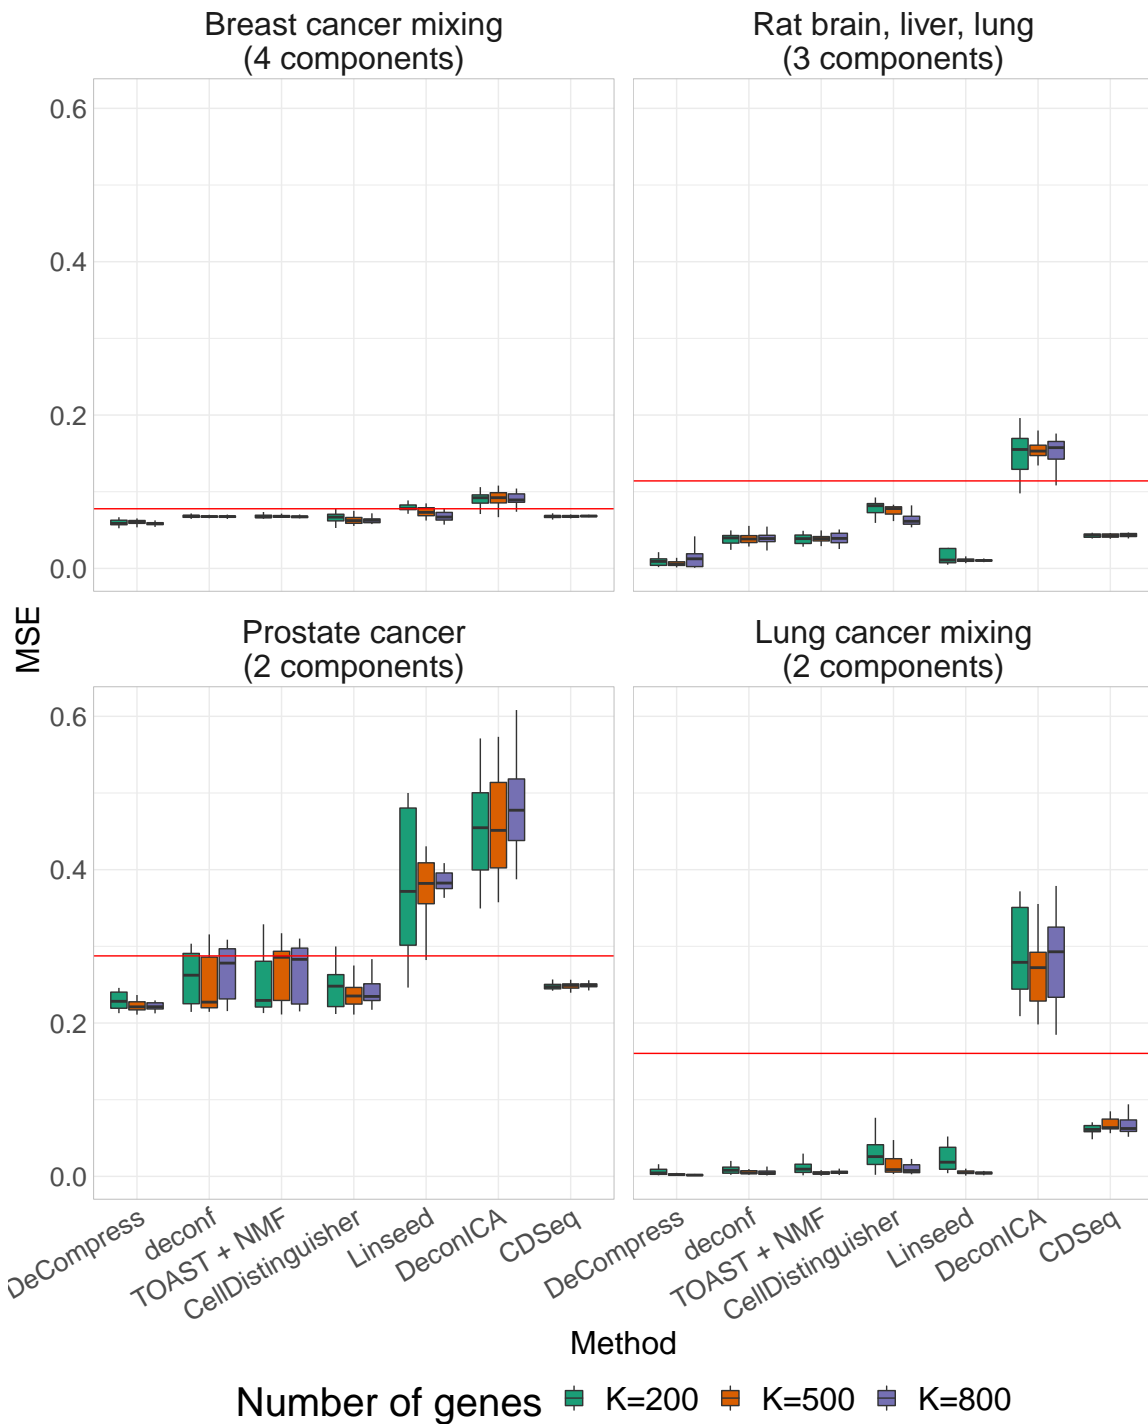 Breast cancer mixing
(4 components)
Rat brain, liver, lung
(3 components)
0.6
0.4
0.2
0.0
MSE
Prostate cancer
(2 components)
Lung cancer mixing
(2 components)
0.6
0.4
0.2
0.0
DeCompress
deconf
TOAST + NMF
CellDistinguisher
Linseed
DeconICA
CDSeq
DeCompress
deconf
TOAST + NMF
CellDistinguisher
Linseed
DeconICA
CDSeq
Method
Number of genes K=200 K=500 K=800